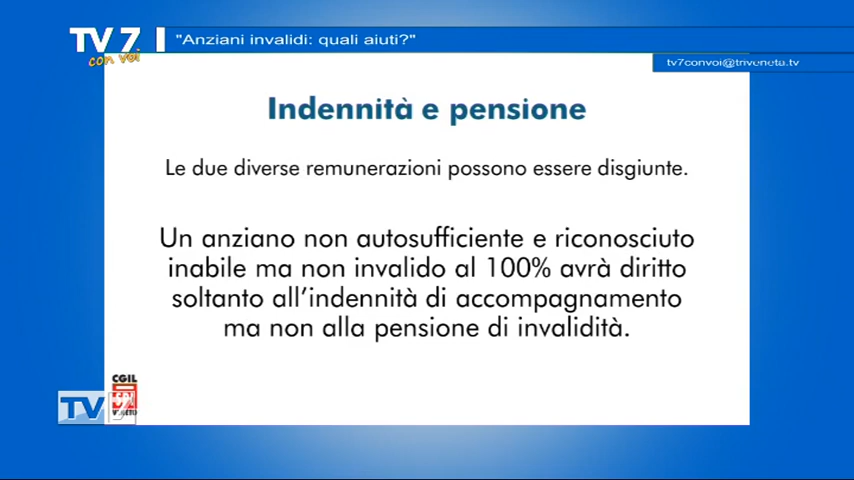 TV7
con voi
"Anziani invalidi: quali aiuti?"
tv7convoi@triveneta.tv
Indennità e pensione
Le due diverse remunerazioni possono essere disgiunte.
Un anziano non autosufficiente e riconosciuto
inabile ma non invalido al 100% avrà diritto
soltanto all'indennità di accompagnamento
ma non alla pensione di invalidità.
CGIL
TV